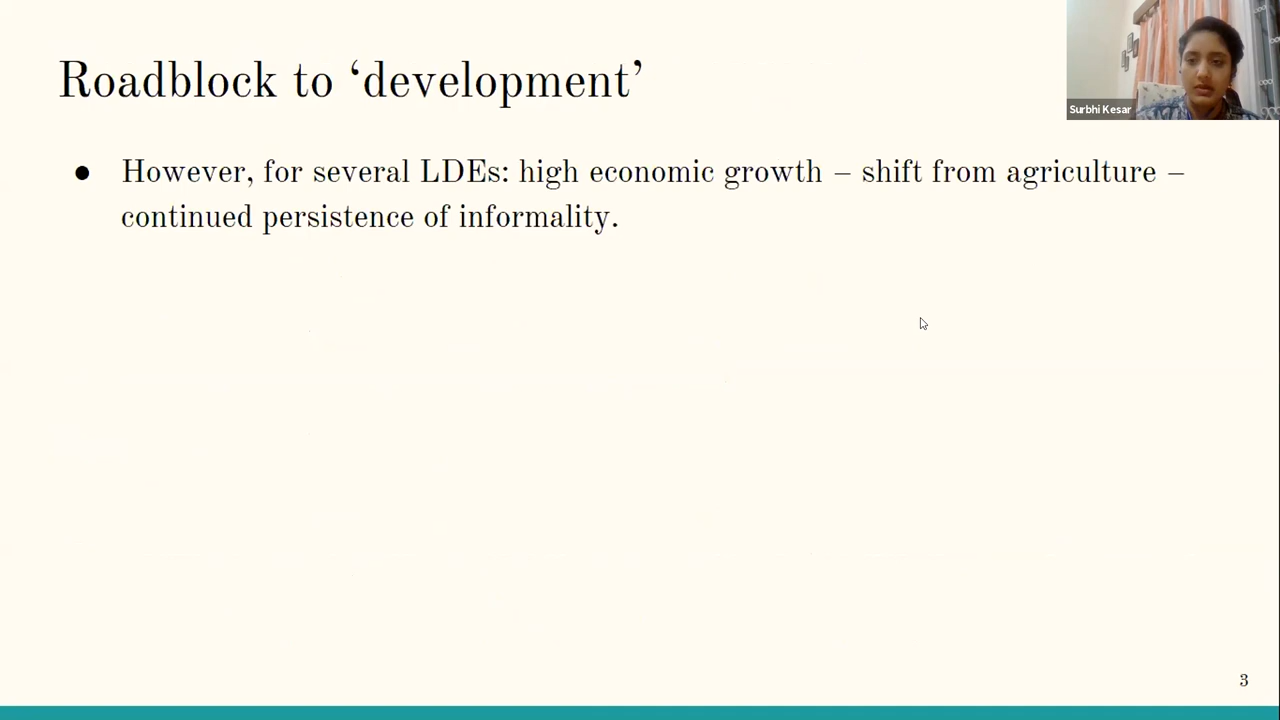 Roadblock to ‘development’
Surbhi Kesar
● However, for several LDEs: high economic growth – shift from agriculture –
continued persistence of informality.
3